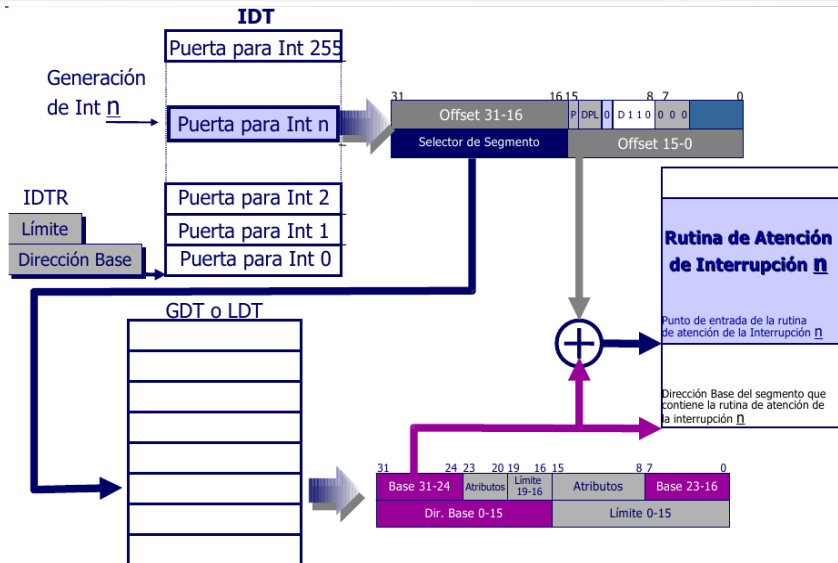 IDT
Puerta para Int 255
Generación
de Int n
Puerta para Int n
31
16
15
8
7
0
Offset 31-16
P
DPL
0
D 1 1 0
0 0 0
Selector de Segmento
Offset 15-0
IDTR
Límite
Dirección Base
Puerta para Int 2
Puerta para Int 1
Puerta para Int 0
Rutina de Atención
de Interrupción n
Punto de entrada de la rutina
de atención de la Interrupción n
GDT o LDT
Dirección Base del segmento que
contiene la rutina de atención de
la interrupción n
31
24
23
20
19
16
15
8
7
0
Base 31-24
Atributos
Límite
19-16
Atributos
Base 23-16
Dir. Base 0-15
Límite 0-15